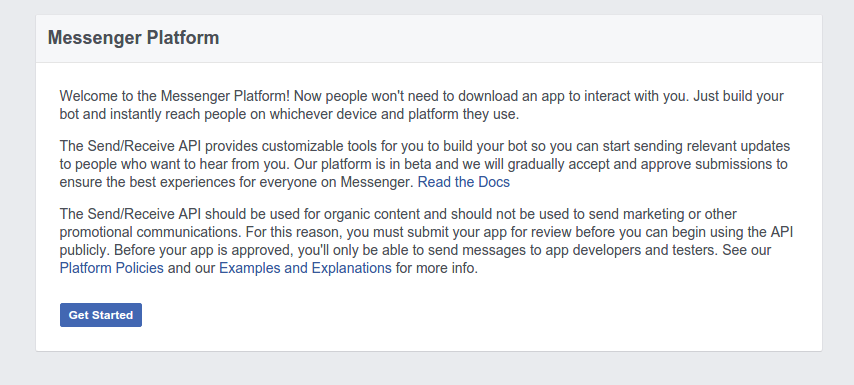 Messenger Platform
Welcome to the Messenger Platform! Now people won't need to download an app to interact with you. Just build your
bot and instantly reach people on whichever device and platform they use.
The Send/Receive API provides customizable tools for you to build your bot so you can start sending relevant updates
to people who want to hear from you. Our platform is in beta and we will gradually accept and approve submissions to
ensure the best experiences for everyone on Messenger. Read the Docs
The Send/Receive API should be used for organic content and should not be used to send marketing or other
promotional communications. For this reason, you must submit your app for review before you can begin using the API
publicly. Before your app is approved, you'll only be able to send messages to app developers and testers. See our
Platform Policies and our Examples and Explanations for more info.
Get Started